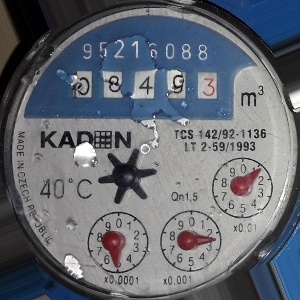 95216088
08493 m³
KADEN TCS 142/92-1136
LT 2-59/1993
MADE IN CZECH REPUBLIC
40°C Qn1,5
x0.01
x0.0001 x0.001